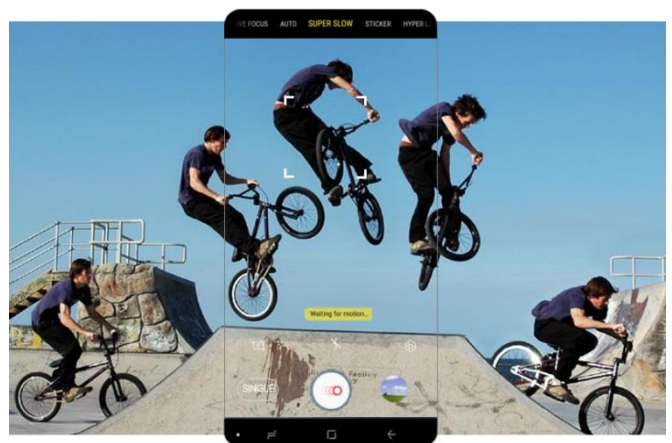 VE FOCUS AUTO SUPER SLOW STICKER HYPER L
Waiting for motion...
SINGLE